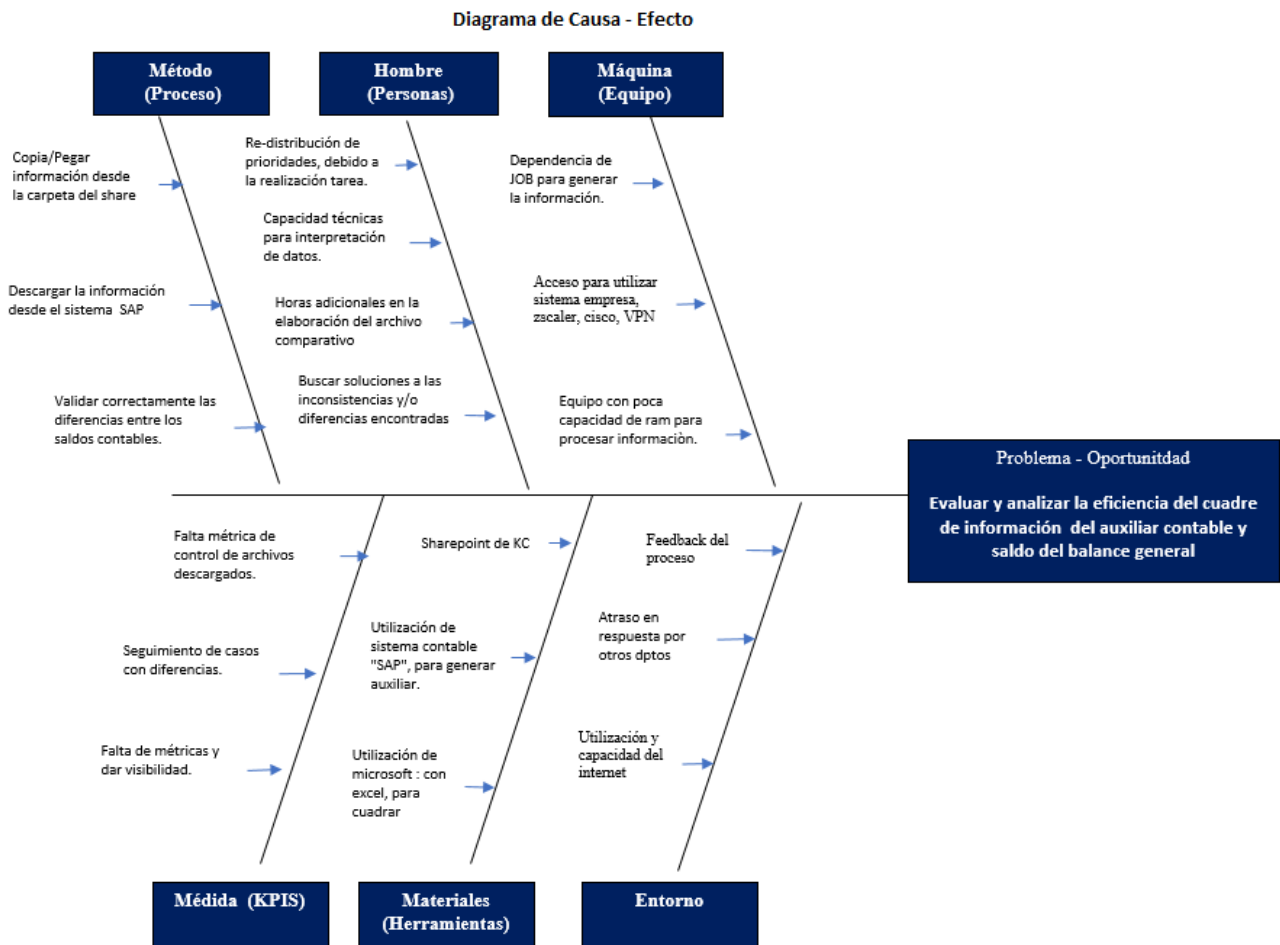 Diagrama de Causa - Efecto
Método
(Proceso)
Hombre
(Personas)
Máquina
(Equipo)
Copia/Pegar
información desde
la carpeta del share
Descargar la información
desde el sistema SAP
Validar correctamente las
diferencias entre los
saldos contables.
Re-distribución de
prioridades, debido a
la realización tarea.
Capacidad técnicas
para interpretación
de datos.
Horas adicionales en la
elaboración del archivo
comparativo
Buscar soluciones a las
inconsistencias y/o
diferencias encontradas
Dependencia de
JOB para generar
la información.
Acceso para utilizar
sistema empresa,
zscaler, cisco, VPN
Equipo con poca
capacidad de ram para
procesar informaciòn.
Problema - Oportunitdad
Evaluar y analizar la eficiencia del cuadre
de información del auxiliar contable y
saldo del balance general
Falta métrica de
control de archivos
descargados.
Seguimiento de casos
con diferencias.
Falta de métricas y
dar visibilidad.
Sharepoint de KC
Utilización de
sistema contable
"SAP", para generar
auxiliar.
Utilización de
microsoft : con
excel, para
cuadrar
Feedback del
proceso
Atraso en
respuesta por
otros dptos
Utilización y
capacidad del
internet
Médida (KPIS)
Materiales
(Herramientas)
Entorno